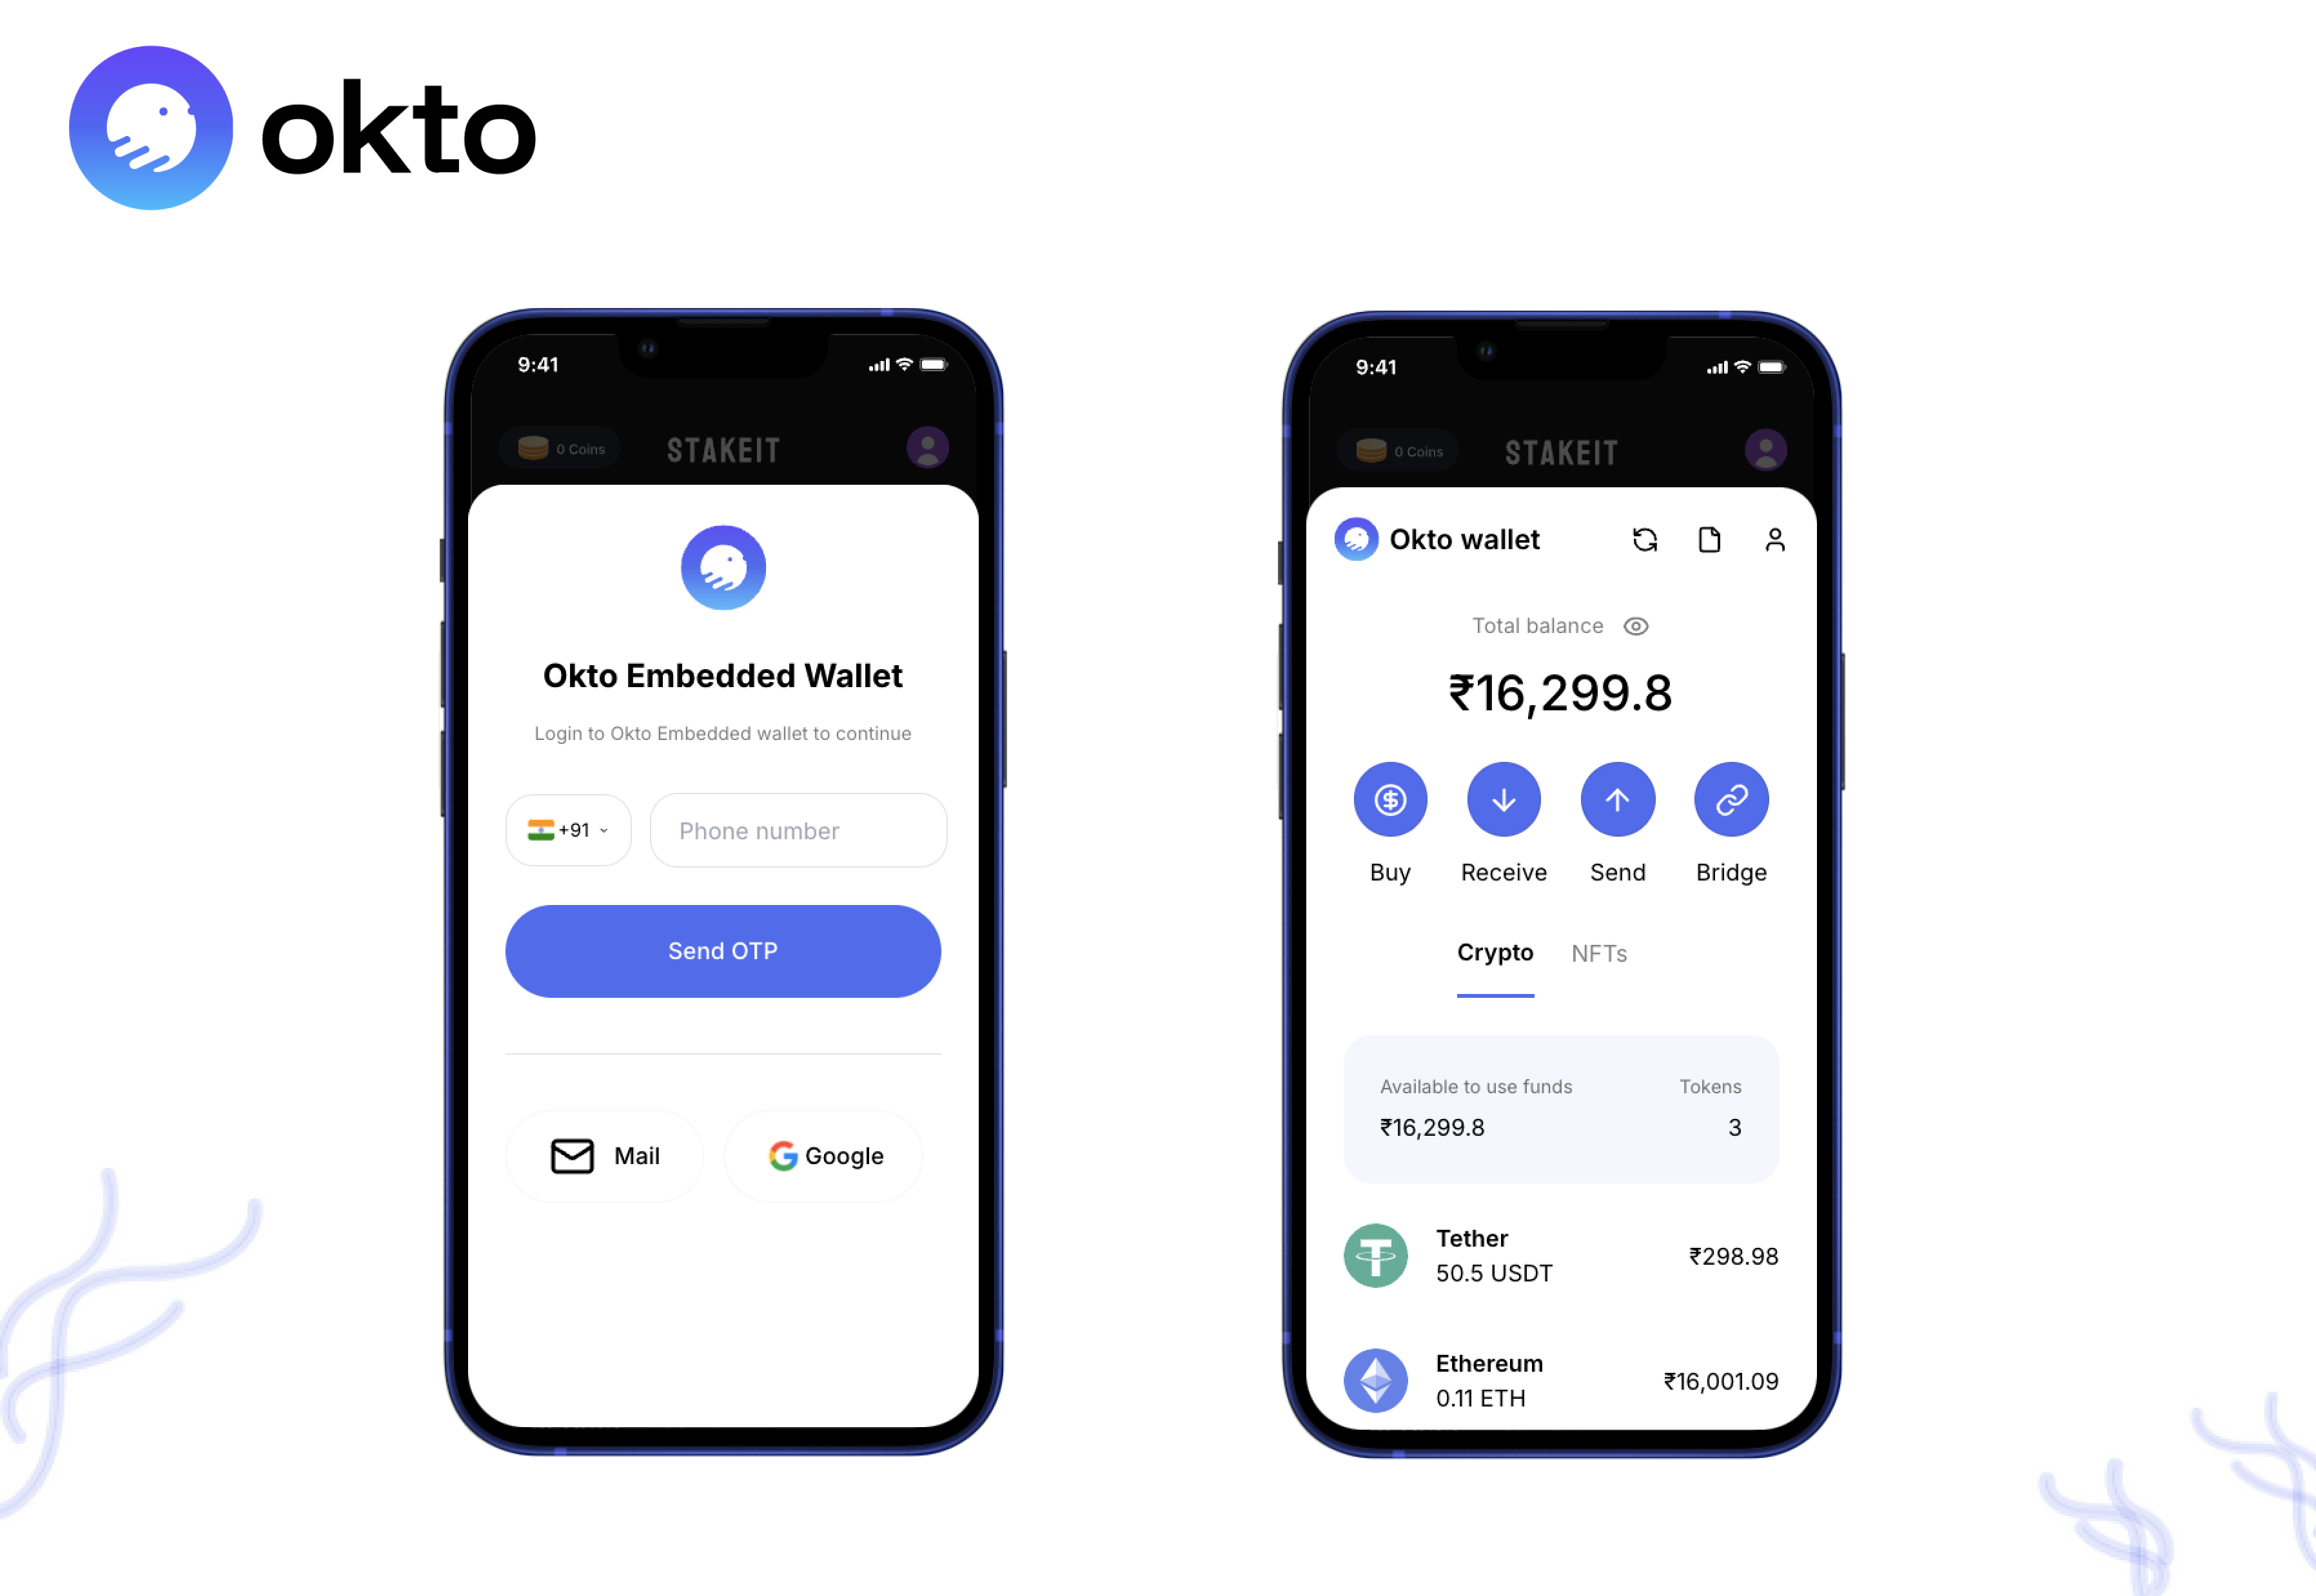 okto
9:41
0 Coins
STAKEIT
Okto Embedded Wallet
Login to Okto Embedded wallet to continue
+91
Phone number
Send OTP
Mail
Google
9:41
0 Coins
STAKEIT
Okto wallet
Total balance
₹16,299.8
Buy Receive Send Bridge
Crypto NFTs
Available to use funds Tokens
₹16,299.8 3
Tether
50.5 USDT
₹298.98
Ethereum
0.11 ETH
₹16,001.09